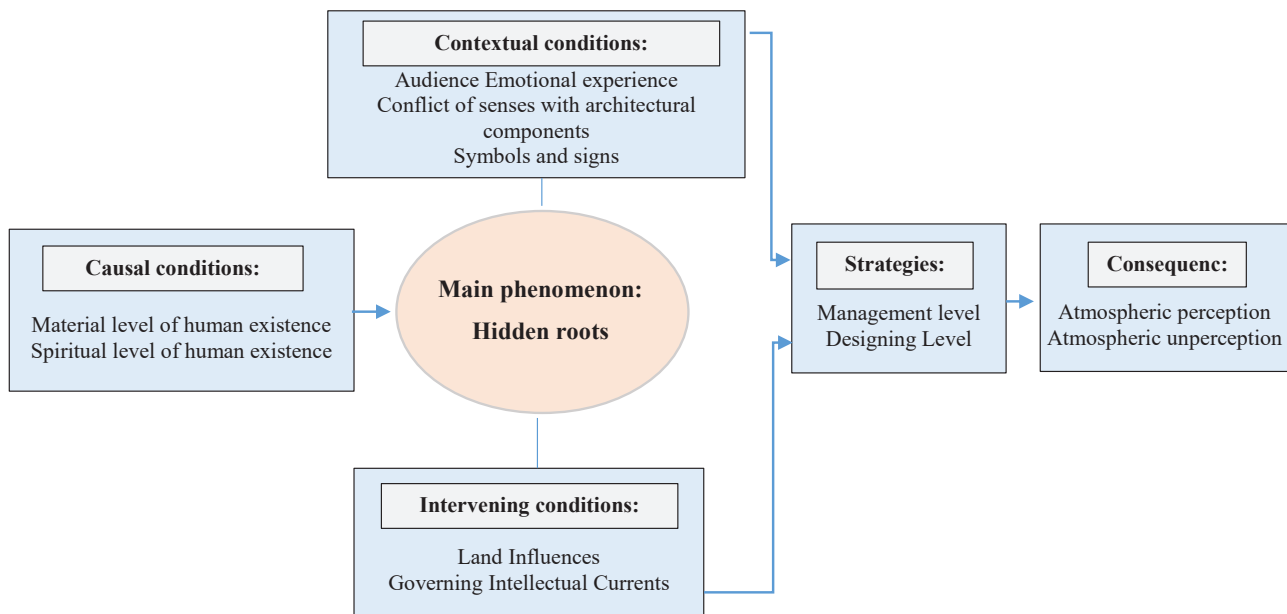 Contextual conditions:
Audience Emotional experience
Conflict of senses with architectural
components
Symbols and signs
Causal conditions:
Material level of human existence
Spiritual level of human existence
Main phenomenon:
Hidden roots
Strategies:
Management level
Designing Level
Consequenc:
Atmospheric perception
Atmospheric unperception
Intervening conditions:
Land Influences
Governing Intellectual Currents